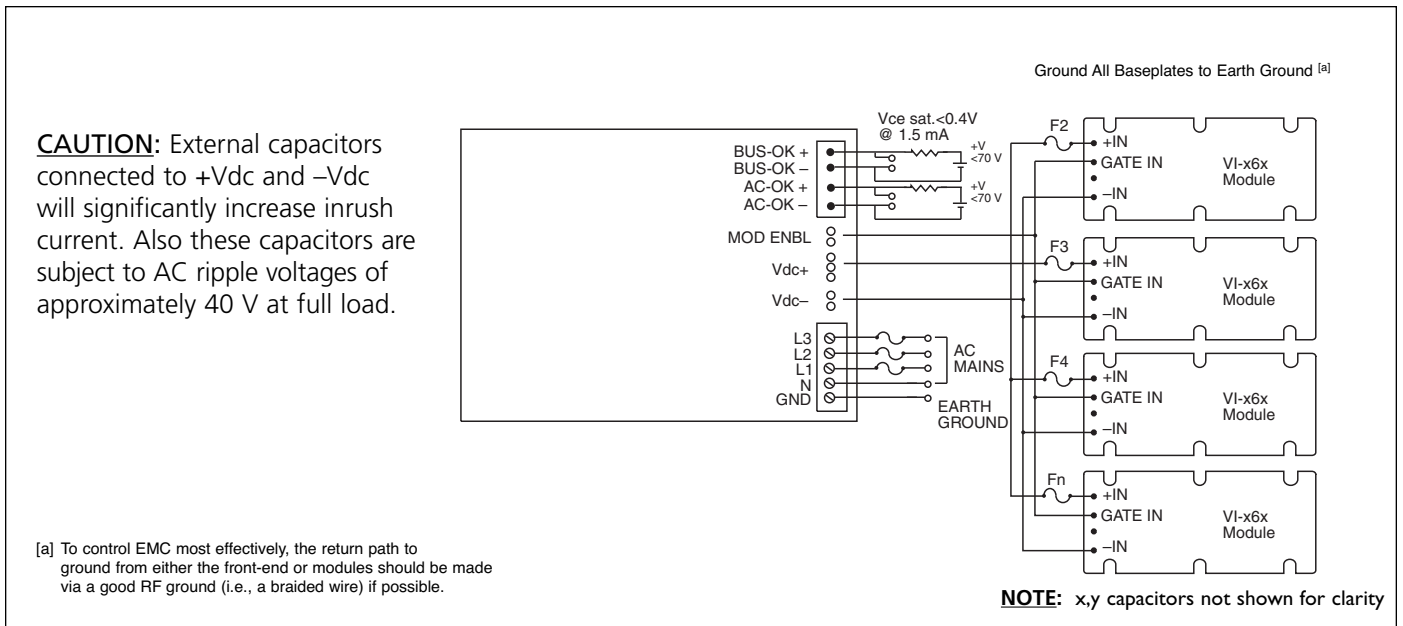 Ground All Baseplates to Earth Ground [a]
CAUTION: External capacitors
connected to +Vdc and –Vdc
will significantly increase inrush
current. Also these capacitors are
subject to AC ripple voltages of
approximately 40 V at full load.
Vce sat.<0.4V
@ 1.5 mA
BUS-OK +
BUS-OK –
AC-OK +
AC-OK –
+V
<70 V
+V
<70 V
MOD ENBL
Vdc+
Vdc–
L3
L2
L1
N
GND
AC
MAINS
EARTH
GROUND
F2
+IN
GATE IN
–IN
VI-x6x
Module
F3
+IN
GATE IN
–IN
VI-x6x
Module
F4
+IN
GATE IN
–IN
VI-x6x
Module
Fn
+IN
GATE IN
–IN
VI-x6x
Module
[a] To control EMC most effectively, the return path to
ground from either the front-end or modules should be made
via a good RF ground (i.e., a braided wire) if possible.
NOTE: x,y capacitors not shown for clarity